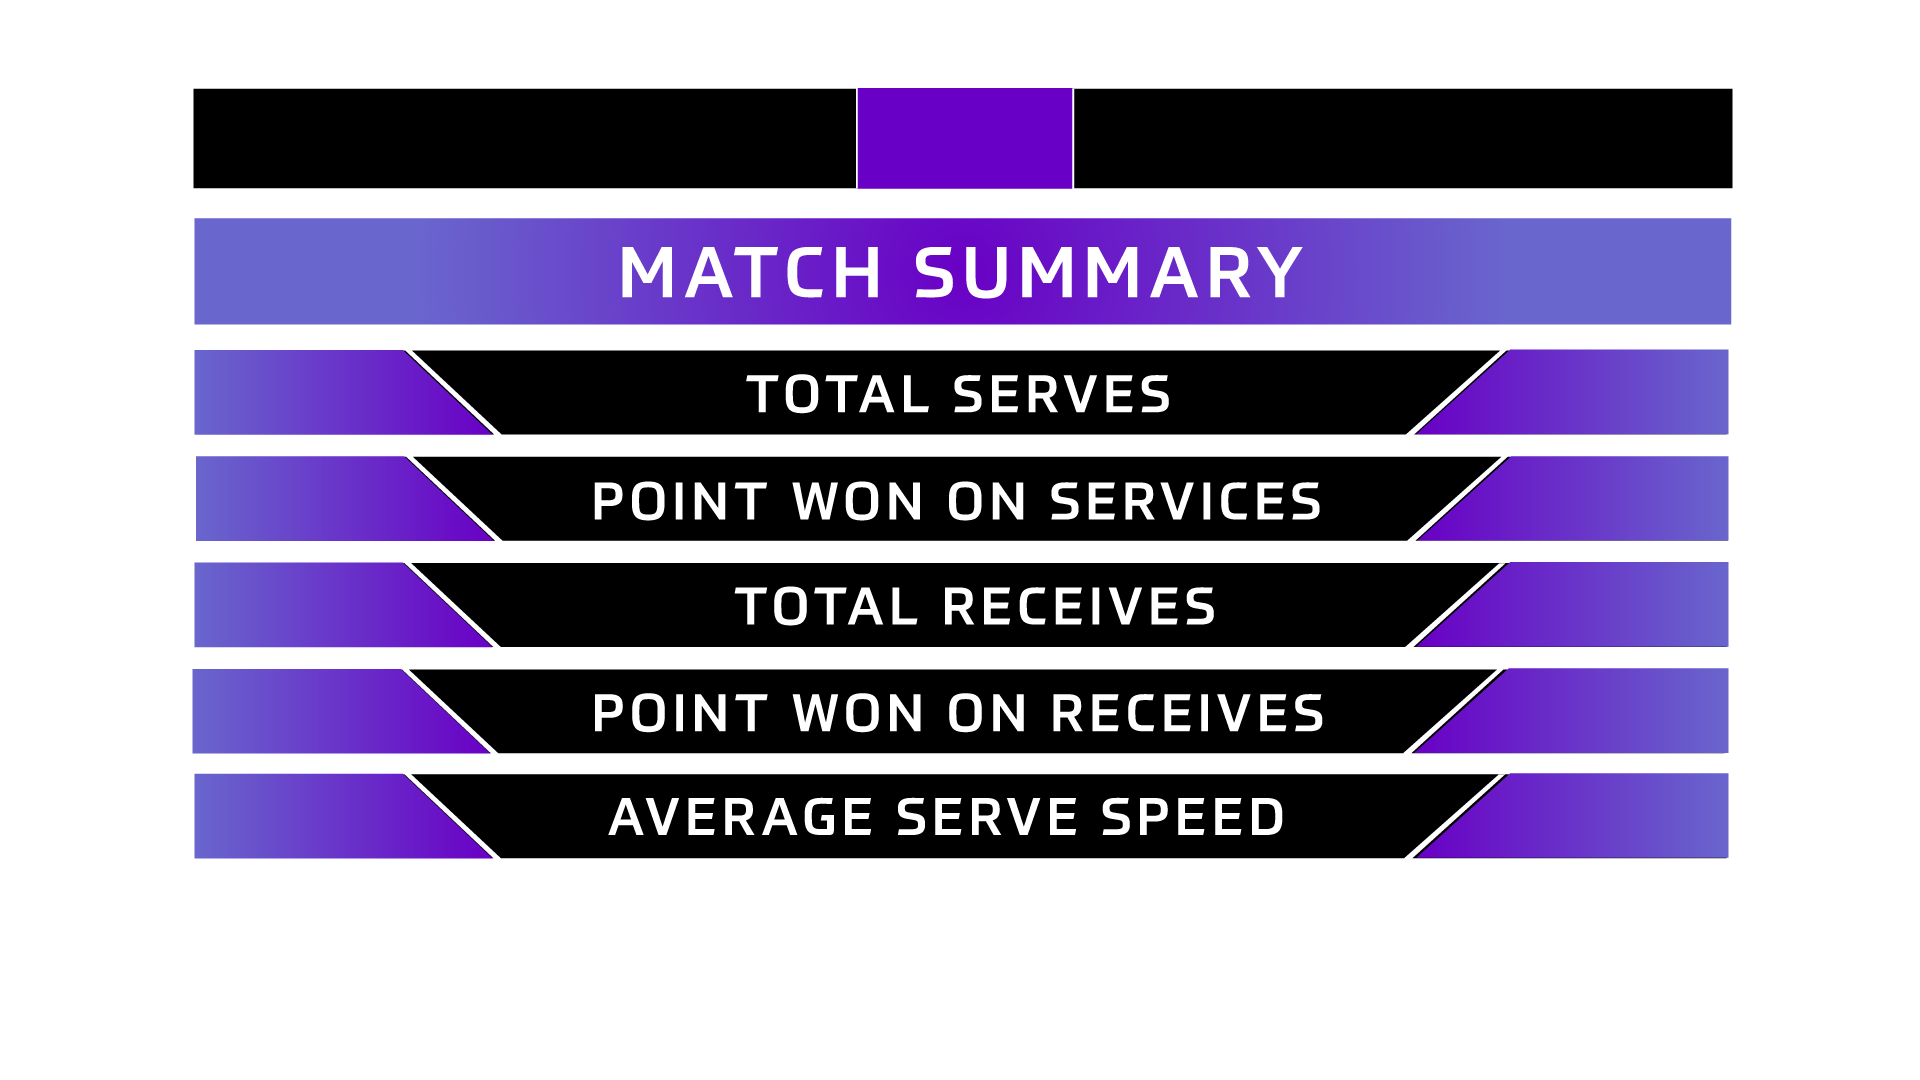 MATCH SUMMARY
TOTAL SERVES
POINT WON ON SERVICES
TOTAL RECEIVES
POINT WON ON RECEIVES
AVERAGE SERVE SPEED